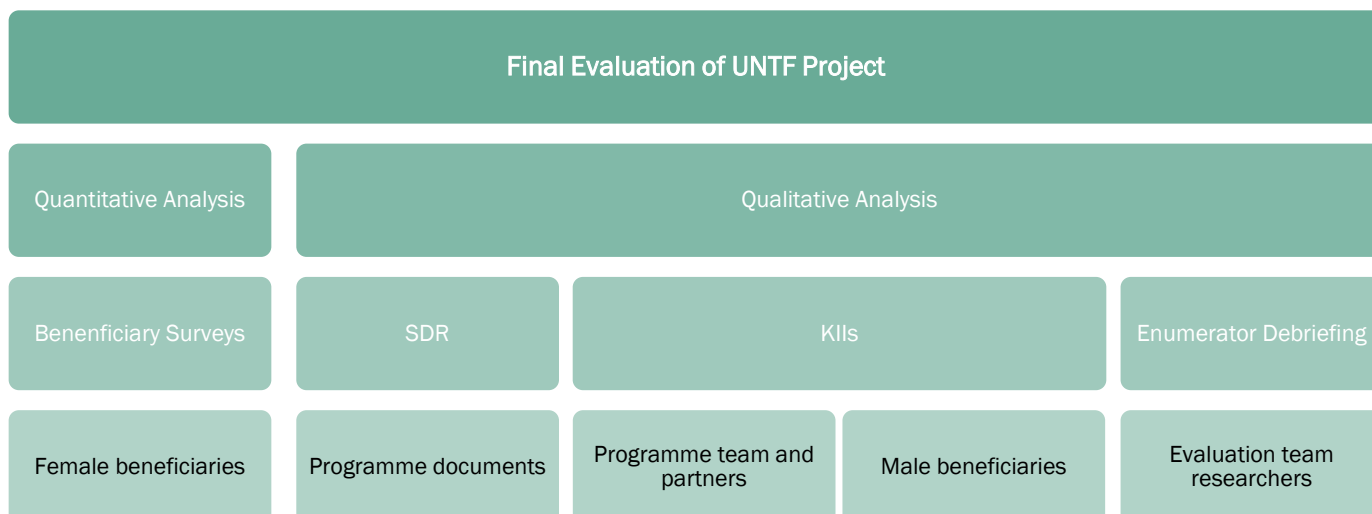 Final Evaluation of UNTF Project
Quantitative Analysis
Qualitative Analysis
Benenficiary Surveys
SDR
KIIs
Enumerator Debriefing
Female beneficiaries
Programme documents
Programme team and
partners
Male beneficiaries
Evaluation team
researchers